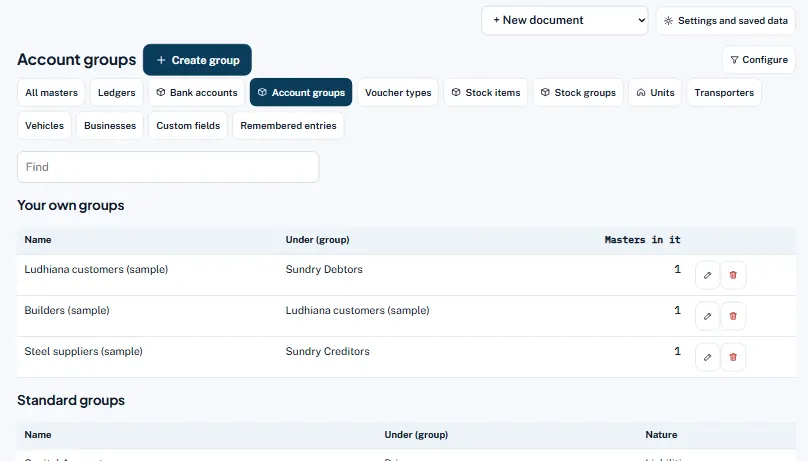 + New document
Settings and saved data
Account groups
+ Create group
Configure
All masters
Ledgers
Bank accounts
Account groups
Voucher types
Stock items
Stock groups
Units
Transporters
Vehicles
Businesses
Custom fields
Remembered entries
Find
Your own groups
Name Under (group) Masters in it
Ludhiana customers (sample) Sundry Debtors 1
Builders (sample) Ludhiana customers (sample) 1
Steel suppliers (sample) Sundry Creditors 1
Standard groups
Name Under (group) Nature